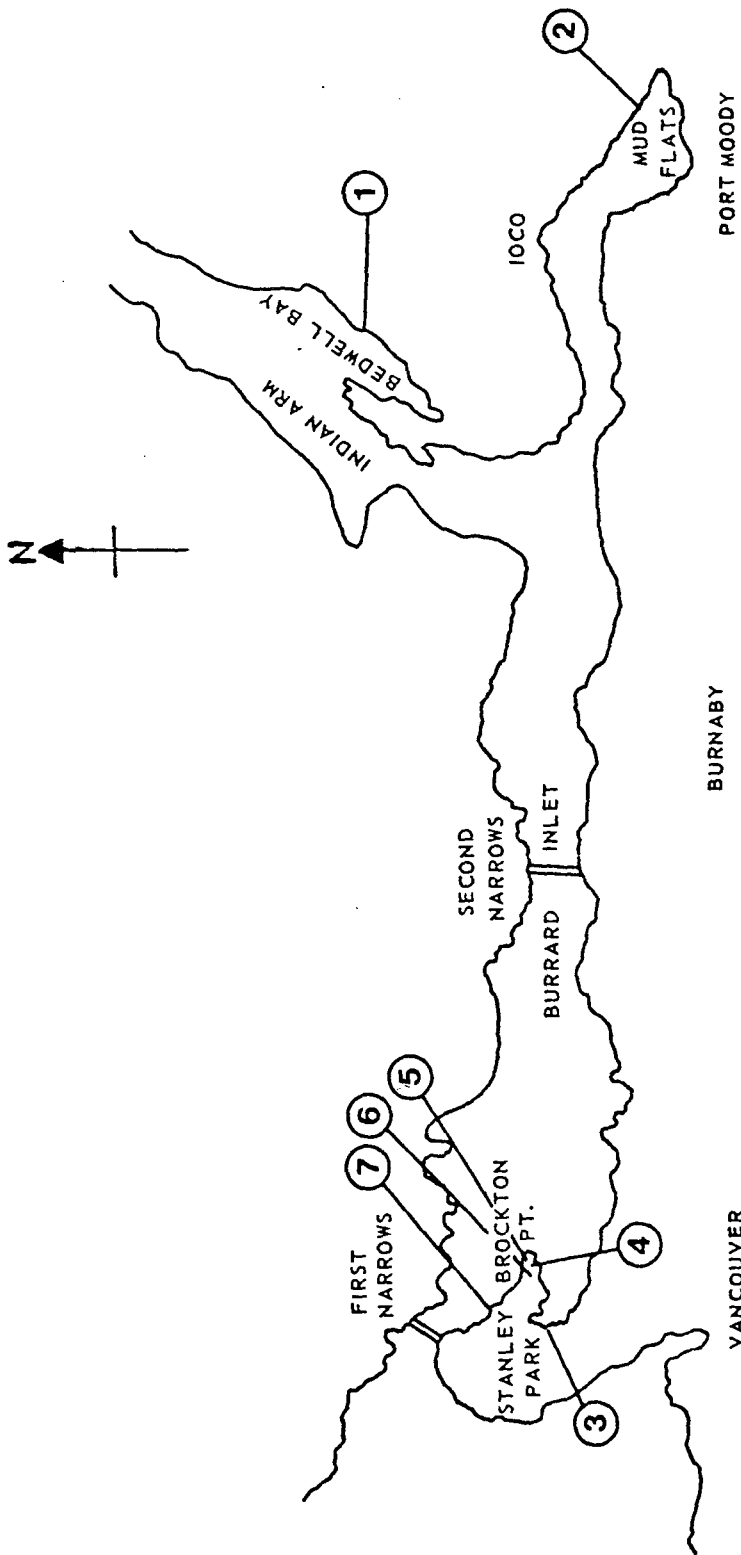 N
1
2
INDIAN ARM
BEDWELL BAY
IOCO
MUD
FLATS
PORT MOODY
7
6
5
FIRST
NARROWS
SECOND
NARROWS
BROCKTON
PT.
STANLEY
PARK
BURRARD
INLET
4
3
VANCOUVER
BURNABY